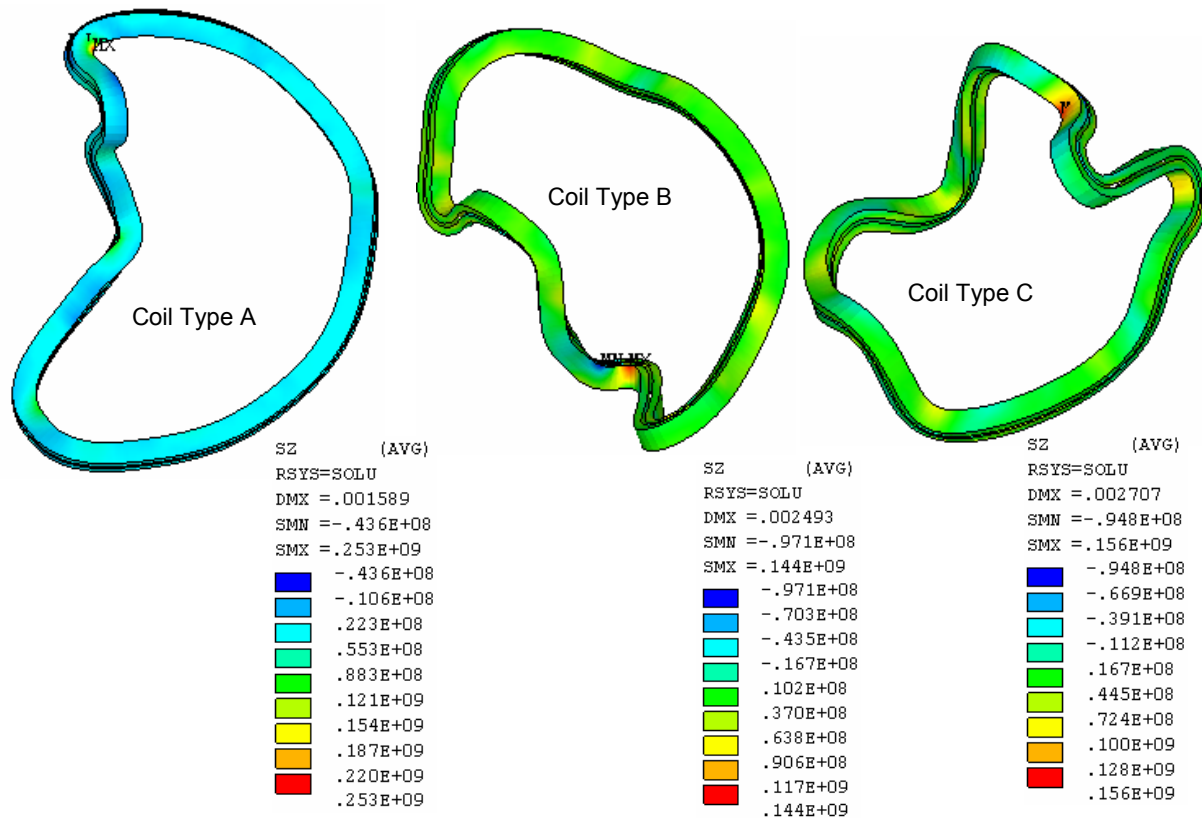 MX
Coil Type A
Coil Type B
MN MX
Coil Type C
SZ (AVG)
RSYS=SOLU
DMX =.001589
SMN =-.436E+08
SMX =.253E+09
-.436E+08
-.106E+08
.223E+08
.553E+08
.883E+08
.121E+09
.154E+09
.187E+09
.220E+09
.253E+09
SZ (AVG)
RSYS=SOLU
DMX =.002493
SMN =-.971E+08
SMX =.144E+09
-.971E+08
-.703E+08
-.435E+08
-.167E+08
.102E+08
.370E+08
.638E+08
.906E+08
.117E+09
.144E+09
SZ (AVG)
RSYS=SOLU
DMX =.002707
SMN =-.948E+08
SMX =.156E+09
-.948E+08
-.669E+08
-.391E+08
-.112E+08
.167E+08
.445E+08
.724E+08
.100E+09
.128E+09
.156E+09